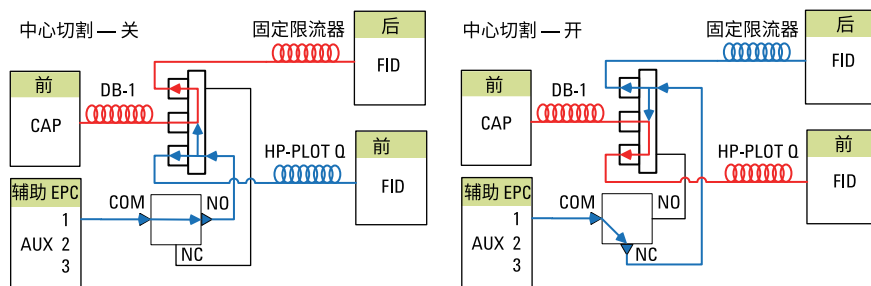 中心切割 — 关
固定限流器
后
FID
前
CAP
DB-1
HP-PLOT Q
前
FID
辅助 EPC
1
AUX 2
3
COM
NO
NC
中心切割 — 开
固定限流器
后
FID
前
CAP
DB-1
HP-PLOT Q
前
FID
辅助 EPC
1
AUX 2
3
COM
NO
NC